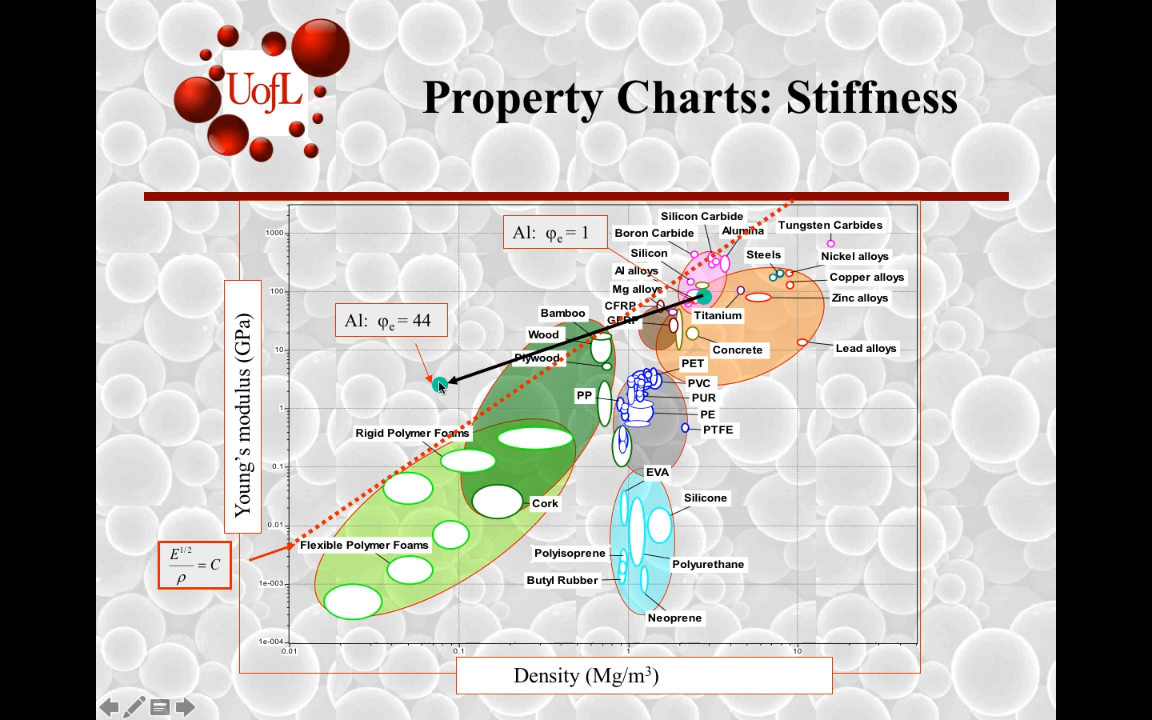 UofL
Property Charts: Stiffness
Al: φe = 1
Al: φe = 44
Young's modulus (GPa)
1000
100
10
1
0.1
0.01
1e-003
1e-004
0.01
0.1
1
10
Density (Mg/m³)
E^1/2 / ρ = C
Silicon Carbide
Boron Carbide
Alumina
Tungsten Carbides
Silicon
Steels
Nickel alloys
Al alloys
Copper alloys
Mg alloys
Zinc alloys
CFRP
GFRP
Titanium
Bamboo
Wood
Plywood
Concrete
Lead alloys
PET
PVC
PP
PUR
PE
PTFE
Rigid Polymer Foams
EVA
Cork
Silicone
Flexible Polymer Foams
Polyisoprene
Polyurethane
Butyl Rubber
Neoprene